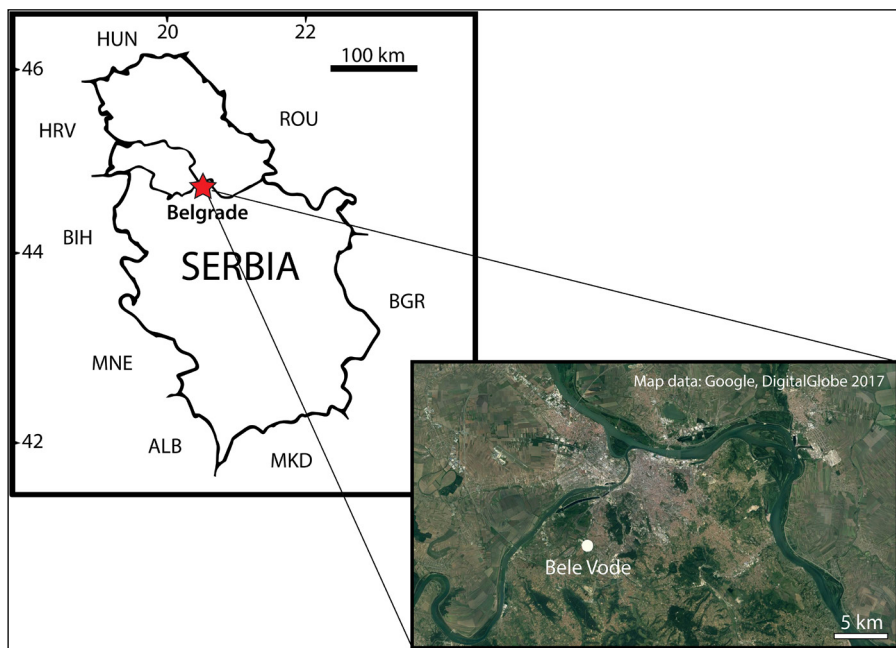 20
22
HUN
46
100 km
HRV
ROU
Belgrade
BIH
44
SERBIA
BGR
MNE
42
ALB
MKD
Map data: Google, DigitalGlobe 2017
Bele Vode
5 km